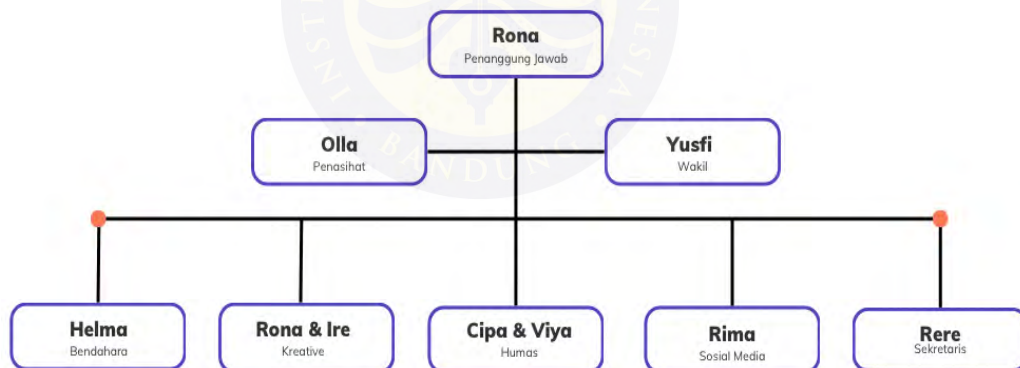 Rona
Penanggung Jawab
Olla
Penasihat
Yusfi
Wakil
Helma
Bendahara
Rona & Ire
Kreative
Cipa & Viya
Humas
Rima
Sosial Media
Rere
Sekretaris
BANDUNG